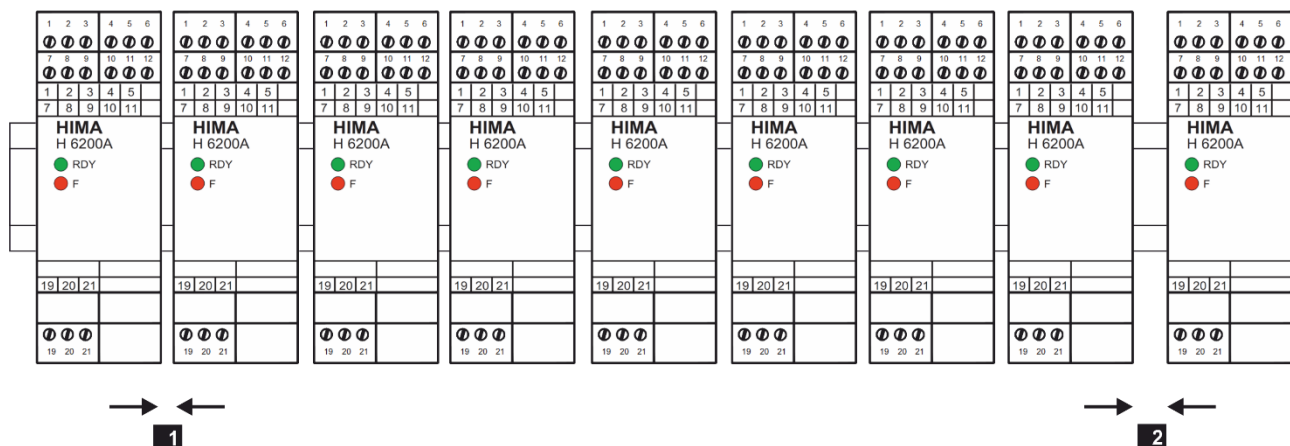 1 2 3 4 5 6 1 2 3 4 5 6 1 2 3 4 5 6 1 2 3 4 5 6 1 2 3 4 5 6 1 2 3 4 5 6 1 2 3 4 5 6 1 2 3 4 5 6 1 2 3 4 5 6
7 8 9 10 11 12 7 8 9 10 11 12 7 8 9 10 11 12 7 8 9 10 11 12 7 8 9 10 11 12 7 8 9 10 11 12 7 8 9 10 11 12 7 8 9 10 11 12 7 8 9 10 11 12
1 2 3 4 5 1 2 3 4 5 1 2 3 4 5 1 2 3 4 5 1 2 3 4 5 1 2 3 4 5 1 2 3 4 5 1 2 3 4 5 1 2 3 4 5
7 8 9 10 11 7 8 9 10 11 7 8 9 10 11 7 8 9 10 11 7 8 9 10 11 7 8 9 10 11 7 8 9 10 11 7 8 9 10 11 7 8 9 10 11
HIMA HIMA HIMA HIMA HIMA HIMA HIMA HIMA HIMA
H 6200A H 6200A H 6200A H 6200A H 6200A H 6200A H 6200A H 6200A H 6200A
RDY RDY RDY RDY RDY RDY RDY RDY RDY
F F F F F F F F F
19 20 21 19 20 21 19 20 21 19 20 21 19 20 21 19 20 21 19 20 21 19 20 21 19 20 21
19 20 21 19 20 21 19 20 21 19 20 21 19 20 21 19 20 21 19 20 21 19 20 21 19 20 21
1 2